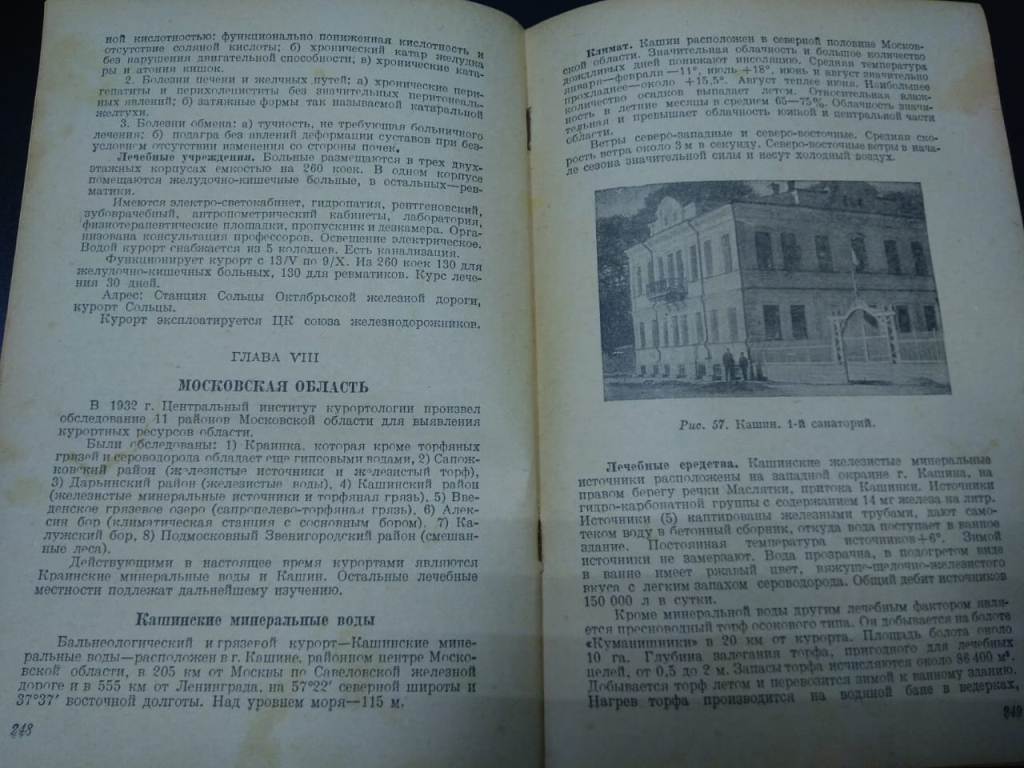 ной кислотностью: функционально пониженная кислотность и
отсутствие соляной кислоты; б) хронический катар желудка
без нарушения двигательной способности; в) хронические ката-
ры и атония кишок.
2. Болезни печени и желчных путей: а) хронические пери-
гепатиты и перихолециститы без значительных перитонеаль-
ных явлений; б) затяжные формы так называемой катаральной
желтухи.
3. Болезни обмена: а) тучность, не требующая больничного
лечения; б) подагра без явлений деформации суставов при без-
условном отсутствии изменения со стороны почек.
Лечебные учреждения. Больные размещаются в трех двух-
этажных корпусах емкостью на 260 коек. В одном корпусе
помещаются желудочно-кишечные больные, в остальных—рев-
матики.
Имеются электро-светокабинет, гидропатия, рентгеновский,
зубоврачебный, антропометрический кабинеты, лаборатория,
физиотерапевтические площадки, пропускник и дезкамера. Орга-
низована консультация профессоров. Освещение электрическое.
Водой курорт снабжается из 5 колодцев. Есть канализация.
Функционирует курорт с 13/V по 9/X. Из 260 коек 130 для
желудочно-кишечных больных, 130 для ревматиков. Курс лече-
ния 30 дней.
Адрес: Станция Сольцы Октябрьской железной дороги,
курорт Сольцы.
Курорт эксплоатируется ЦК союза железнодорожников.
ГЛАВА VIII
МОСКОВСКАЯ ОБЛАСТЬ
В 1932 г. Центральный институт курортологии произвел
обследование 11 районов Московской области для выявления
курортных ресурсов области.
Были обследованы: 1) Краинка, которая кроме торфяных
грязей и сероводорода обладает еще гипсовыми водами, 2) Сапож-
ковский район (железистые источники и железистый торф),
3) Дарьинский район (железистые воды), 4) Кашинский район
(железистые минеральные источники и торфяная грязь), 5) Вве-
денское грязевое озеро (сапропелево-торфяная грязь), 6) Алек-
син бор (климатическая станция с сосновым бором), 7) Ка-
лужский бор, 8) Подмосковный Звенигородский район (смешан-
ные леса).
Действующими в настоящее время курортами являются
Краинские минеральные воды и Кашин. Остальные лечебные
местности подлежат дальнейшему изучению.
Кашинские минеральные воды
Бальнеологический и грязевой курорт—Кашинские мине-
ральные воды—расположен в г. Кашине, районном центре Моско-
вской области, в 205 км от Москвы по Савеловской железной
дороге и в 555 км от Ленинграда, на 57°22′ северной широты и
37°37′ восточной долготы. Над уровнем моря—115 м.
248
Климат. Кашин расположен в северной половине Москов-
ской области. Значительная облачность и большое количество
дождливых дней понижают инсоляцию. Средняя температура
января—февраля —11°, июль +18°, июнь и август значительно
прохладнее—около +15,5°. Август теплее июня. Наибольшее
количество осадков выпадает летом. Относительная влаж-
ность в летние месяцы в среднем 65—75%. Облачность значи-
тельная и превышает облачность южной и центральной части
области.
Ветры северо-западные и северо-восточные. Средняя ско-
рость ветра около 3 м в секунду. Северо-восточные ветры в нача-
ле сезона значительной силы и несут холодный воздух.
Рис. 57. Кашин. 1-й санаторий.
Лечебные средства. Кашинские железистые минеральные
источники расположены на западной окраине г. Кашина, на
правом берегу речки Маслятки, притока Кашинки. Источники
гидро-карбонатной группы с содержанием 14 мг железа на литр.
Источники (5) каптированы железными трубами, дают само-
теком воду в бетонный сборник, откуда вода поступает в ванное
здание. Постоянная температура источников+6°. Зимой
источники не замерзают. Вода прозрачна, в подогретом виде
в ванне имеет ржавый цвет, вяжуще-щелочно-железистого
вкуса с легким запахом сероводорода. Общий дебит источников
150 000 л в сутки.
Кроме минеральной воды другим лечебным фактором явля-
ется пресноводный торф осокового типа. Он добывается на болоте
«Куманишники» в 20 км от курорта. Площадь болота около
10 га. Глубина залегания торфа, пригодного для лечебных
целей, от 0,5 до 2 м. Запасы торфа исчисляются около 86 400 м³.
Добывается торф летом и перевозится зимой к ванному зданию.
Нагрев торфа производится на водяной бане в ведерках,
249